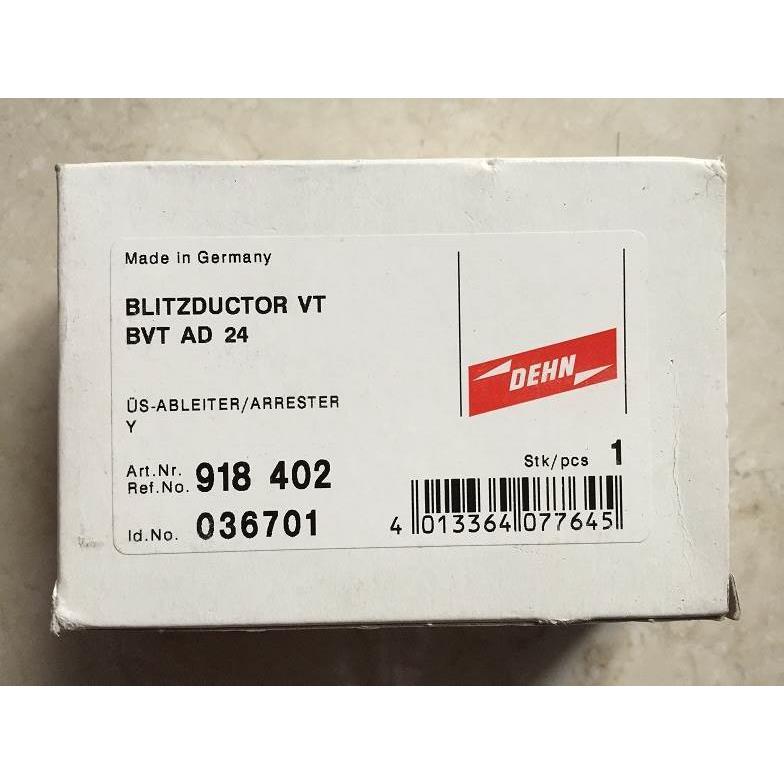 Made in Germany
BLITZDUCTOR VT
BVT AD 24
DEHN
ÜS-ABLEITER/ARRESTER
Y
Art.Nr.
Ref.No. 918 402
Stk/pcs 1
Id.No. 036701
4 013364 077645